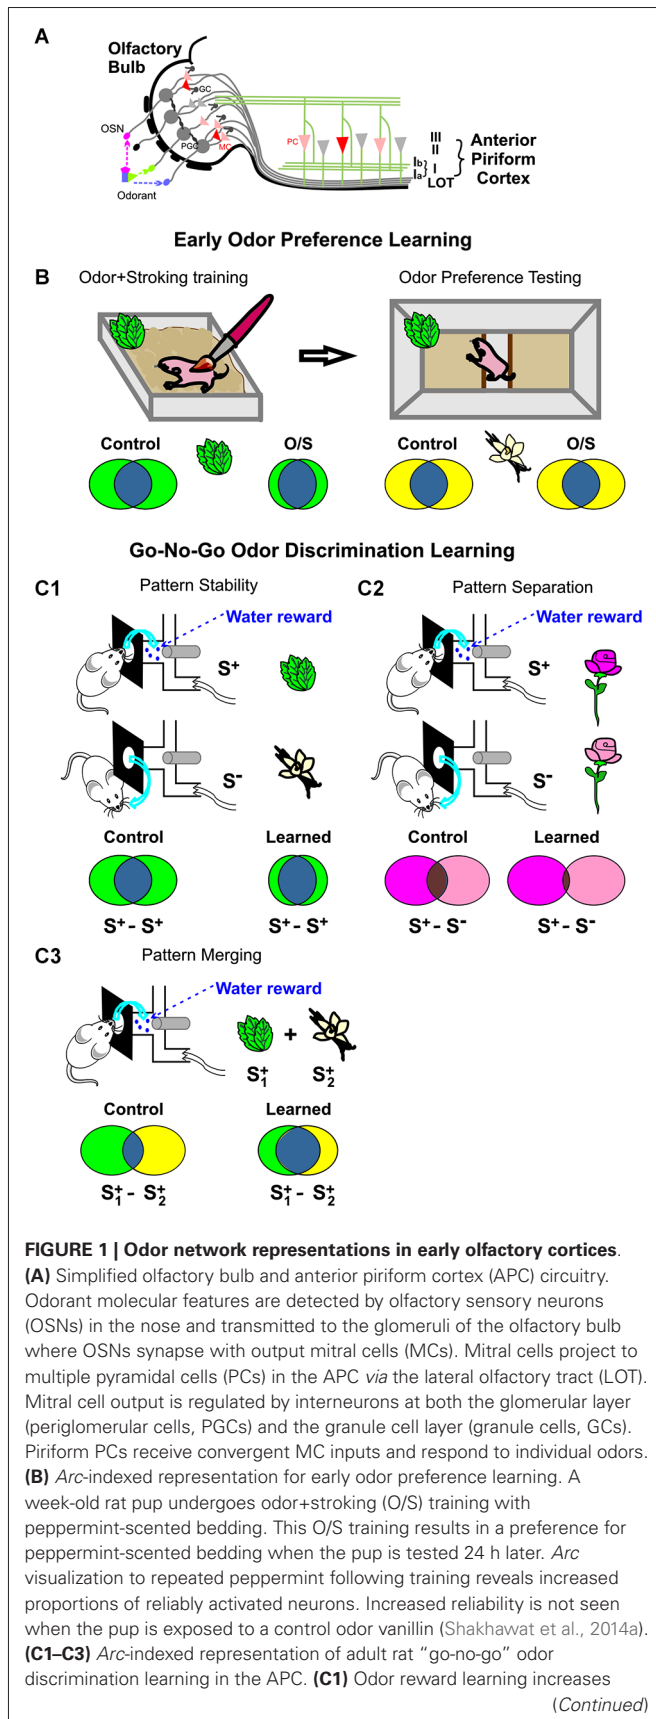 A
Olfactory
Bulb
GC
OSN
PGC
MC
Odorant
PC
III
II
Ib
I
Ia
LOT
Anterior
Piriform
Cortex
Early Odor Preference Learning
B
Odor+Stroking training
Odor Preference Testing
Control
O/S
Control
O/S
Go-No-Go Odor Discrimination Learning
C1
Pattern Stability
C2
Pattern Separation
Water reward
S+
Water reward
S+
S-
S-
Control
Learned
Control
Learned
S+ - S+
S+ - S+
S+ - S-
S+ - S-
C3
Pattern Merging
Water reward
+
S1+
S2+
Control
Learned
S1+ - S2+
S1+ - S2+
FIGURE 1 | Odor network representations in early olfactory cortices.
(A) Simplified olfactory bulb and anterior piriform cortex (APC) circuitry.
Odorant molecular features are detected by olfactory sensory neurons
(OSNs) in the nose and transmitted to the glomeruli of the olfactory bulb
where OSNs synapse with output mitral cells (MCs). Mitral cells project to
multiple pyramidal cells (PCs) in the APC via the lateral olfactory tract (LOT).
Mitral cell output is regulated by interneurons at both the glomerular layer
(periglomerular cells, PGCs) and the granule cell layer (granule cells, GCs).
Piriform PCs receive convergent MC inputs and respond to individual odors.
(B) Arc-indexed representation for early odor preference learning. A
week-old rat pup undergoes odor+stroking (O/S) training with
peppermint-scented bedding. This O/S training results in a preference for
peppermint-scented bedding when the pup is tested 24 h later. Arc
visualization to repeated peppermint following training reveals increased
proportions of reliably activated neurons. Increased reliability is not seen
when the pup is exposed to a control odor vanillin (Shakhawat et al., 2014a).
(C1–C3) Arc-indexed representation of adult rat “go-no-go” odor
discrimination learning in the APC. (C1) Odor reward learning increases
(Continued)